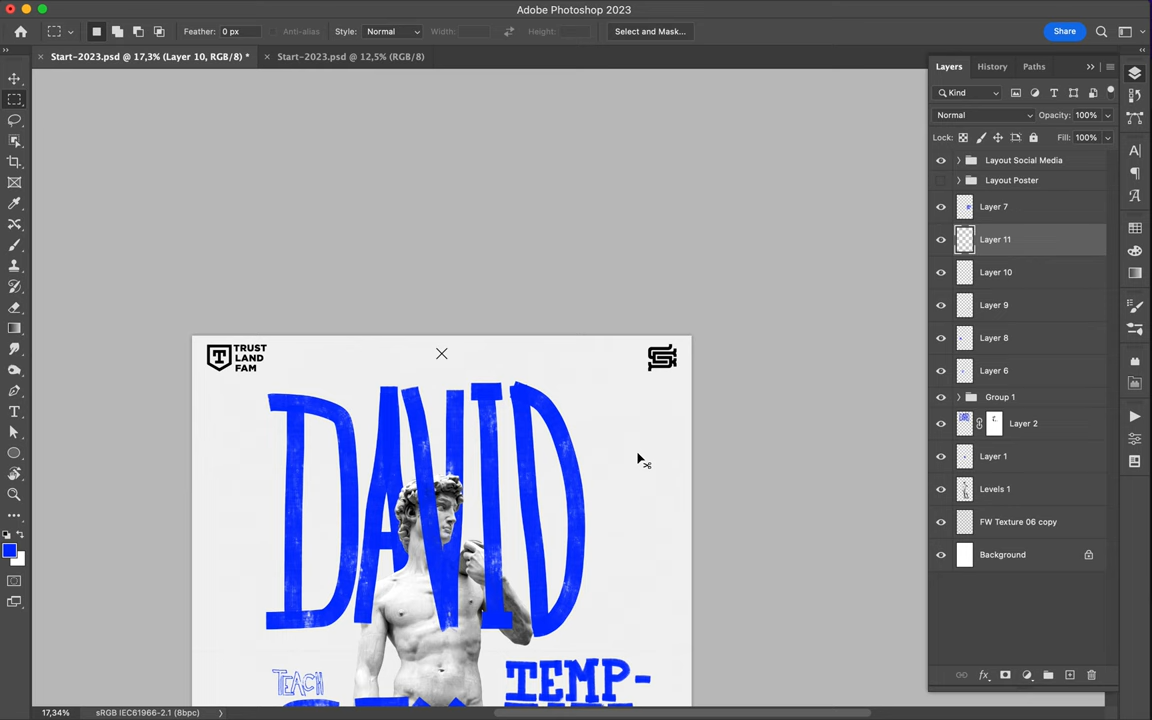 Adobe Photoshop 2023
Feather: 0 px
Anti-alias
Style: Normal
Width:
Height:
Select and Mask...
Share
Start-2023.psd @ 17,3% (Layer 10, RGB/8) *
Start-2023.psd @ 12,5% (RGB/8)
Layers
History
Paths
Kind
Normal
Opacity: 100%
Lock:
Fill: 100%
Layout Social Media
Layout Poster
Layer 7
Layer 11
Layer 10
Layer 9
Layer 8
Layer 6
Group 1
Layer 2
Layer 1
Levels 1
FW Texture 06 copy
Background
TRUST
LAND
FAM
DAVID
TEACH
TEMP-
17,34%
sRGB IEC61966-2.1 (8bpc)